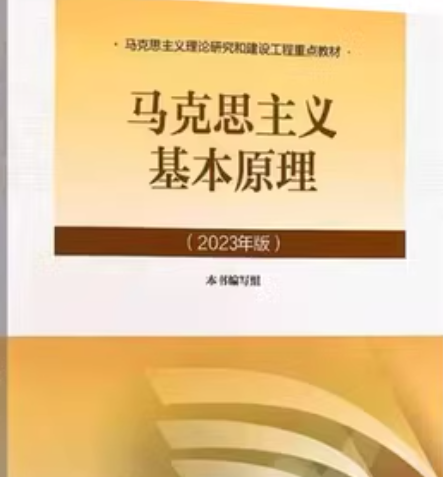 · 马克思主义理论研究和建设工程重点教材 ·
马克思主义
基本原理
（2023年版）
本书编写组